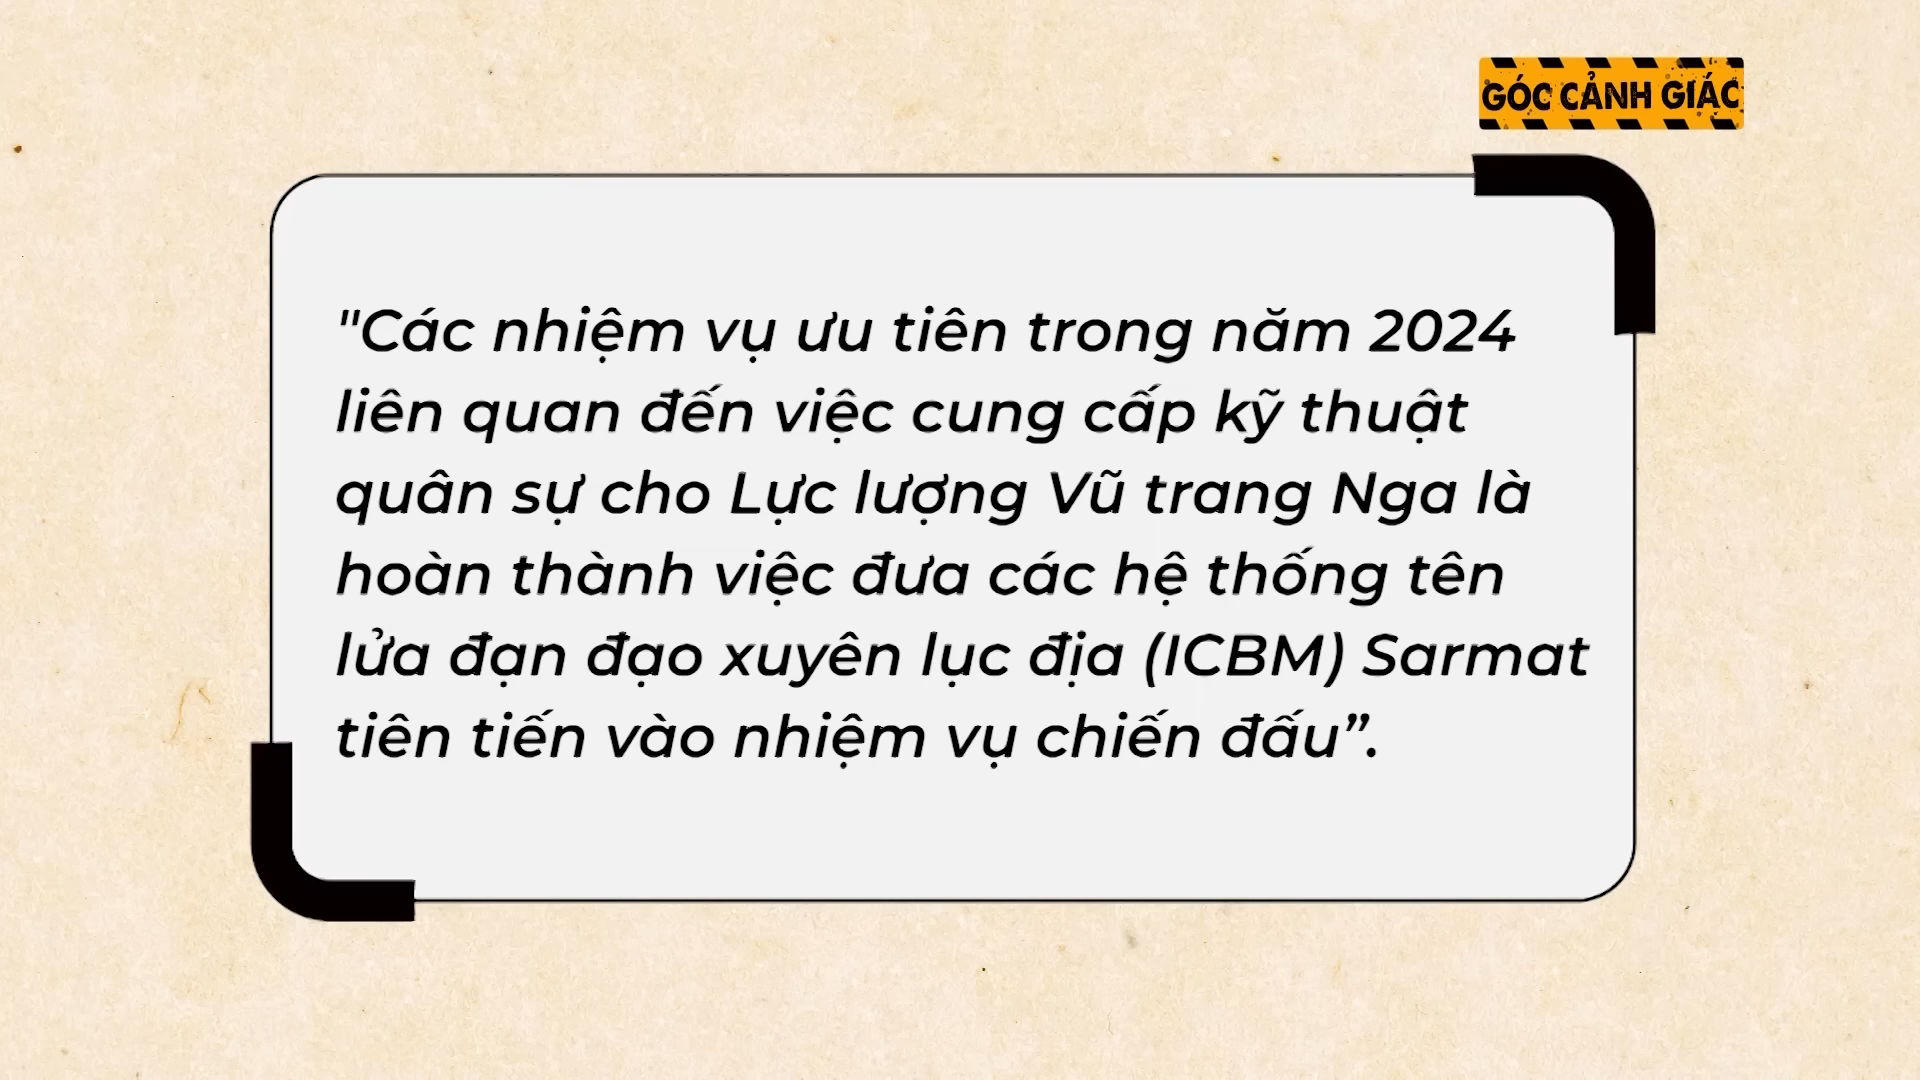 GÓC CẢNH GIÁC
"Các nhiệm vụ ưu tiên trong năm 2024
liên quan đến việc cung cấp kỹ thuật
quân sự cho Lực lượng Vũ trang Nga là
hoàn thành việc đưa các hệ thống tên
lửa đạn đạo xuyên lục địa (ICBM) Sarmat
tiên tiến vào nhiệm vụ chiến đấu”.